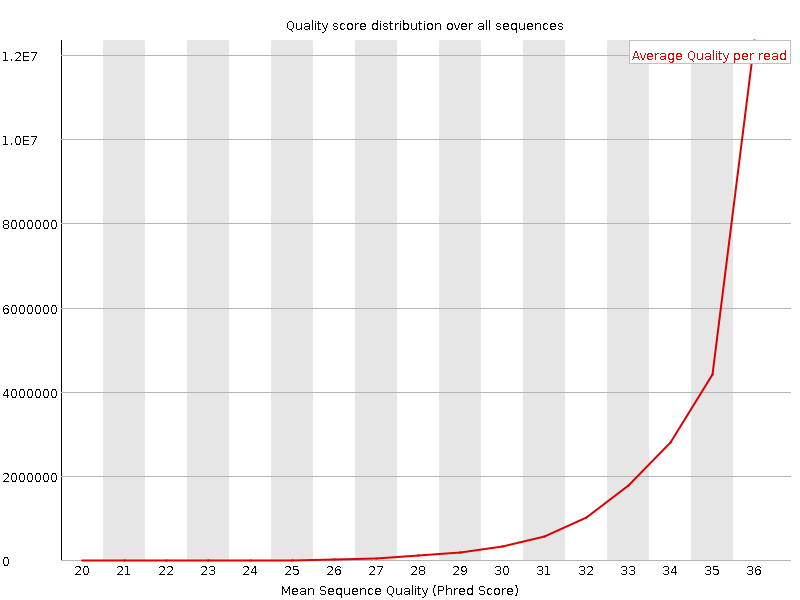 Quality score distribution over all sequences
Average Quality per read
1.2E7
1.0E7
8000000
6000000
4000000
2000000
0
20 21 22 23 24 25 26 27 28 29 30 31 32 33 34 35 36
Mean Sequence Quality (Phred Score)